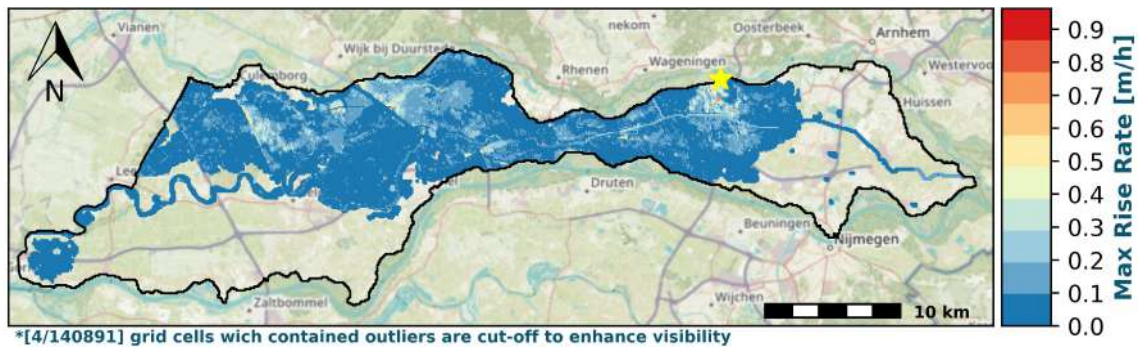 nekom
Oosterbeek
Vianen
Arnhem
Wijk bij Duurstede
Wageningen
Westervoo
Culemborg
Rhenen
N
Huissen
Lee
Druten
Beuningen
Nijmegen
Gor
Zaltbommel
Wijchen
10 km
0.9
0.8
0.7
0.6
0.5
0.4
0.3
0.2
0.1
0.0
Max Rise Rate [m/h]
*[4/140891] grid cells wich contained outliers are cut-off to enhance visibility